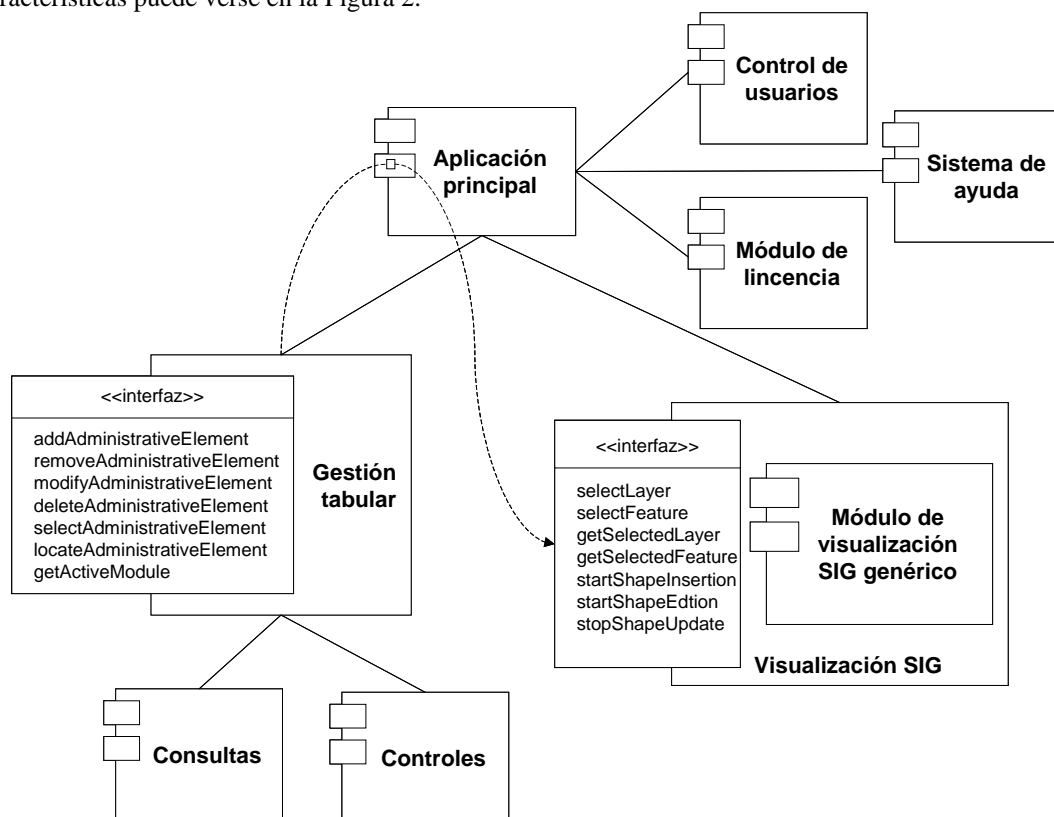 racterísticas puede verse en la Figura 2.
Control de
usuarios
Aplicación
principal
Sistema de
ayuda
Módulo de
lincencia
<<interfaz>>
addAdministrativeElement
removeAdministrativeElement
modifyAdministrativeElement
deleteAdministrativeElement
selectAdministrativeElement
locateAdministrativeElement
getActiveModule
Gestión
tabular
<<interfaz>>
selectLayer
selectFeature
getSelectedLayer
getSelectedFeature
startShapeInsertion
startShapeEdtion
stopShapeUpdate
Módulo de
visualización
SIG genérico
Visualización SIG
Consultas
Controles